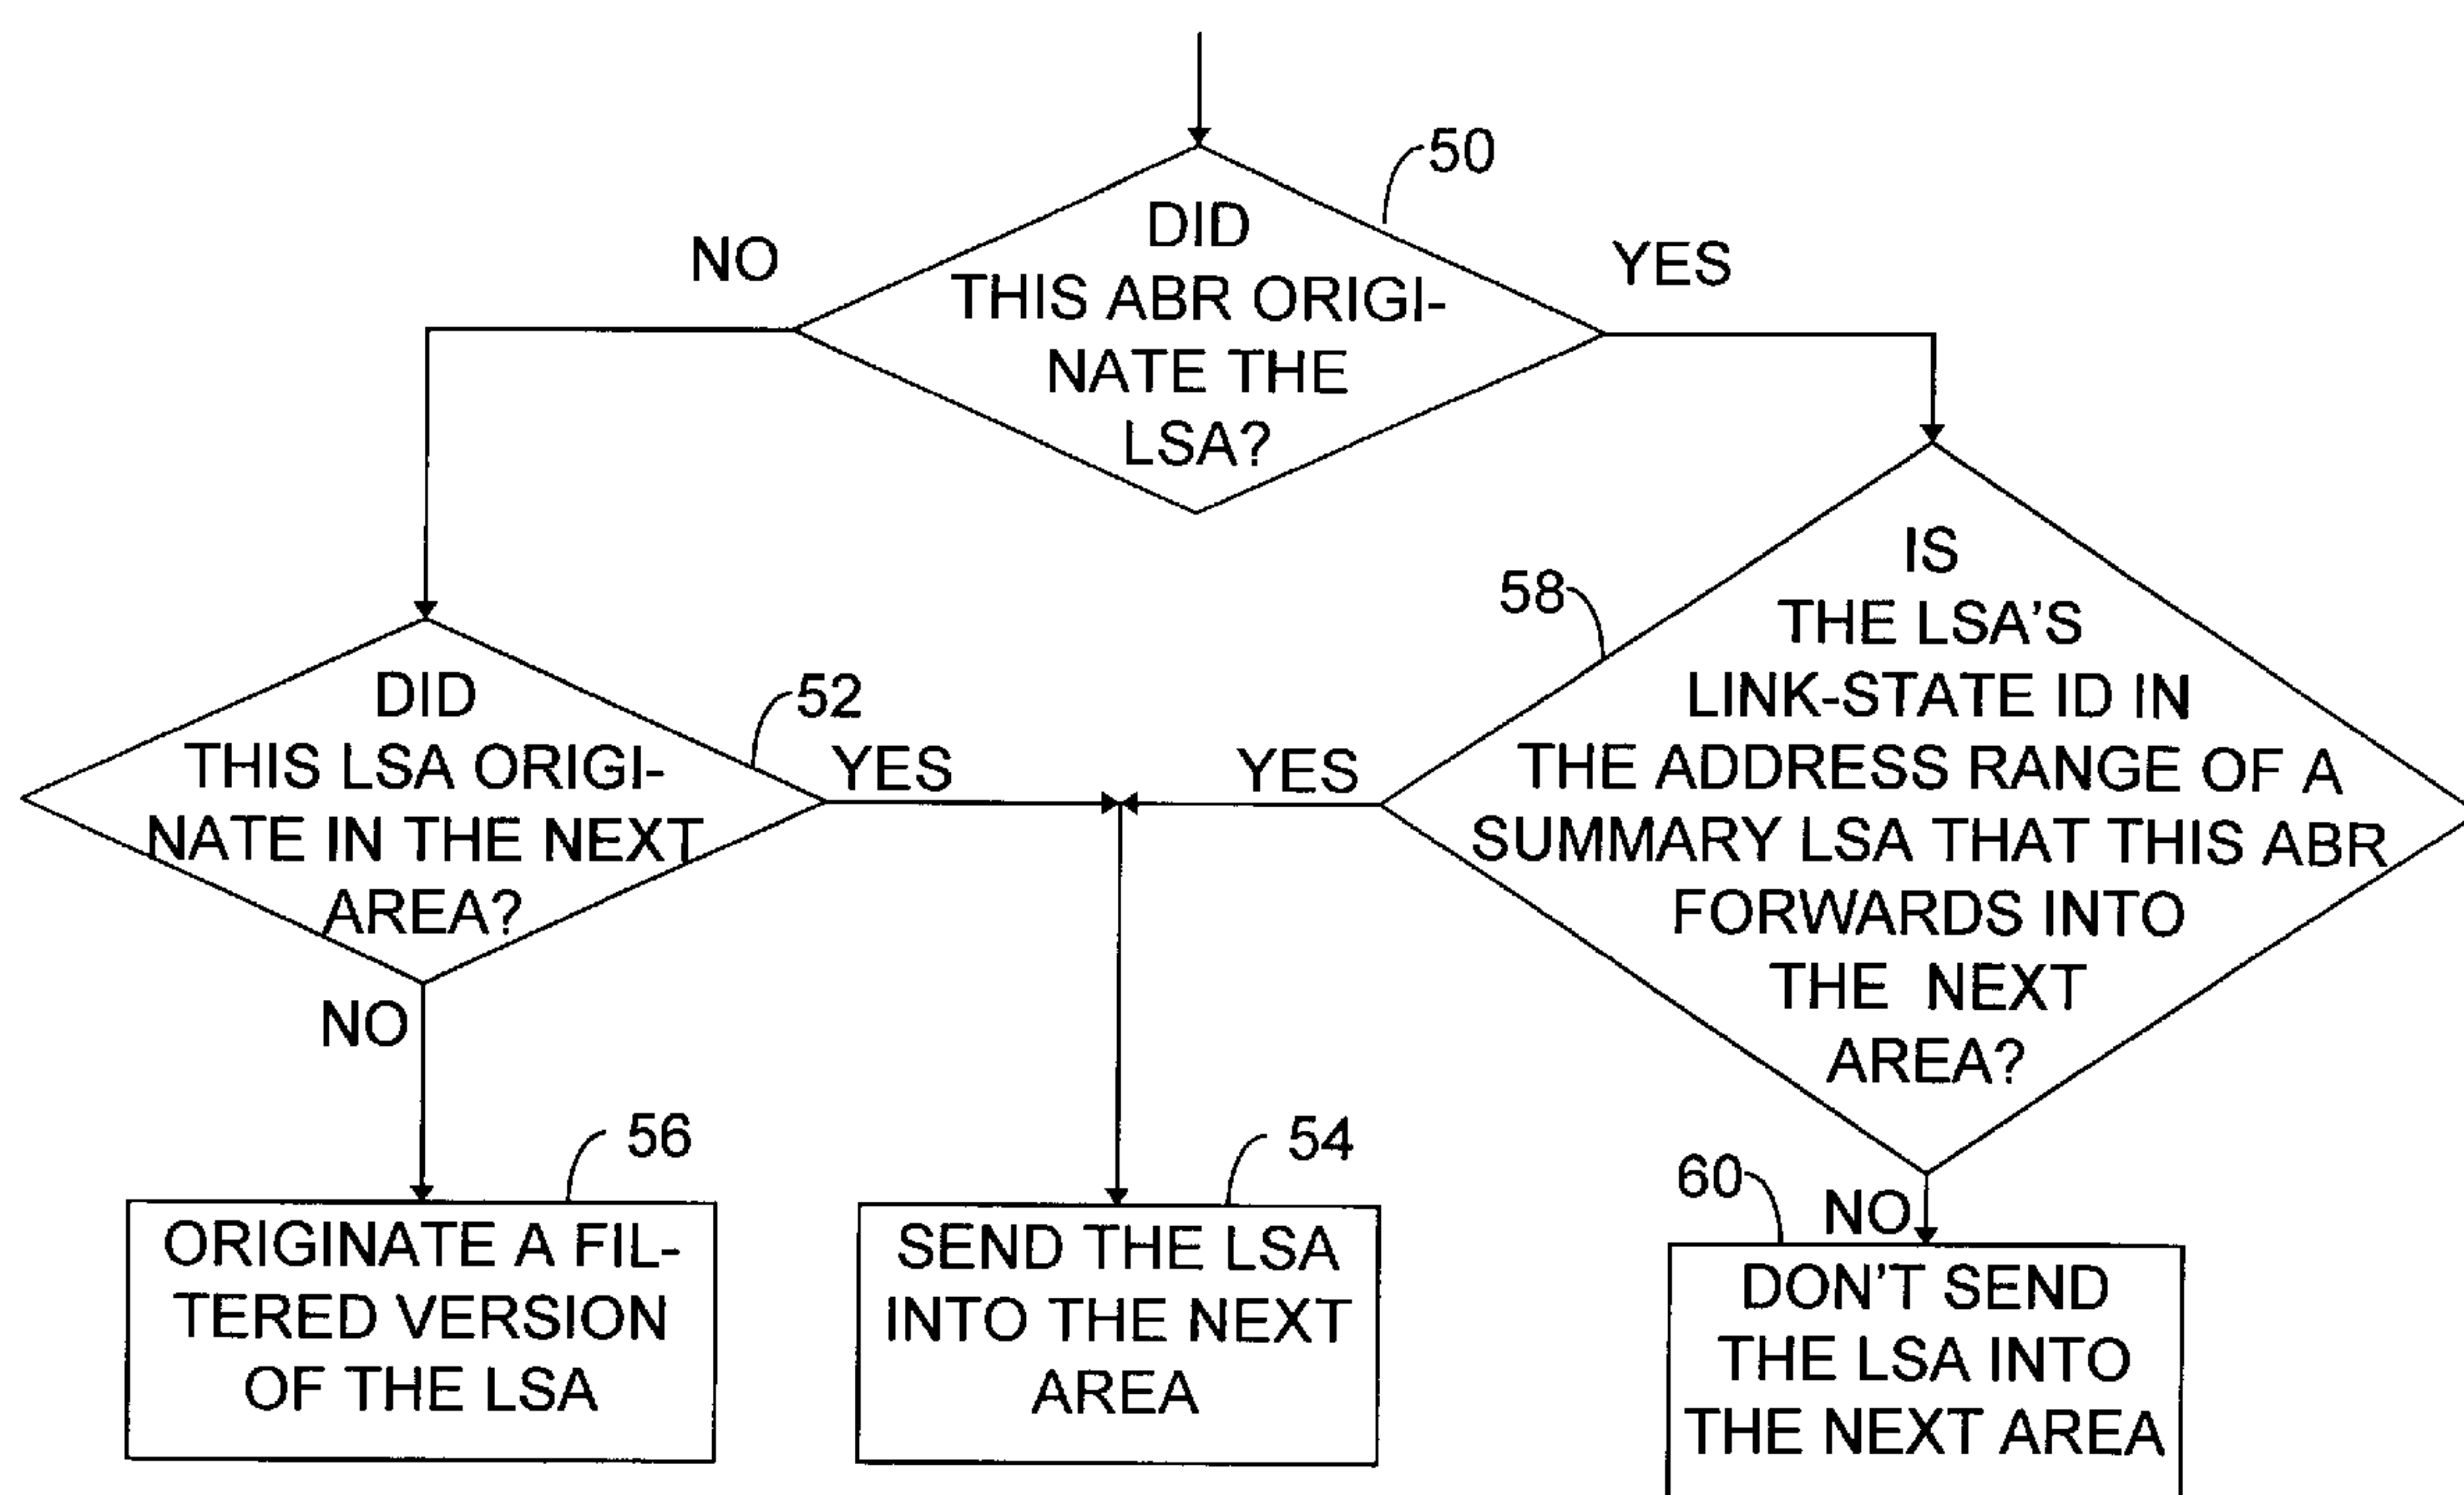 50
DID
THIS ABR ORIGI-
NATE THE
LSA?
NO
YES
58
IS
THE LSA'S
LINK-STATE ID IN
THE ADDRESS RANGE OF A
SUMMARY LSA THAT THIS ABR
FORWARDS INTO
THE NEXT
AREA?
52
DID
THIS LSA ORIGI-
NATE IN THE NEXT
AREA?
YES
YES
NO
56
ORIGINATE A FIL-
TERED VERSION
OF THE LSA
54
SEND THE LSA
INTO THE NEXT
AREA
60
NO
DON'T SEND
THE LSA INTO
THE NEXT AREA